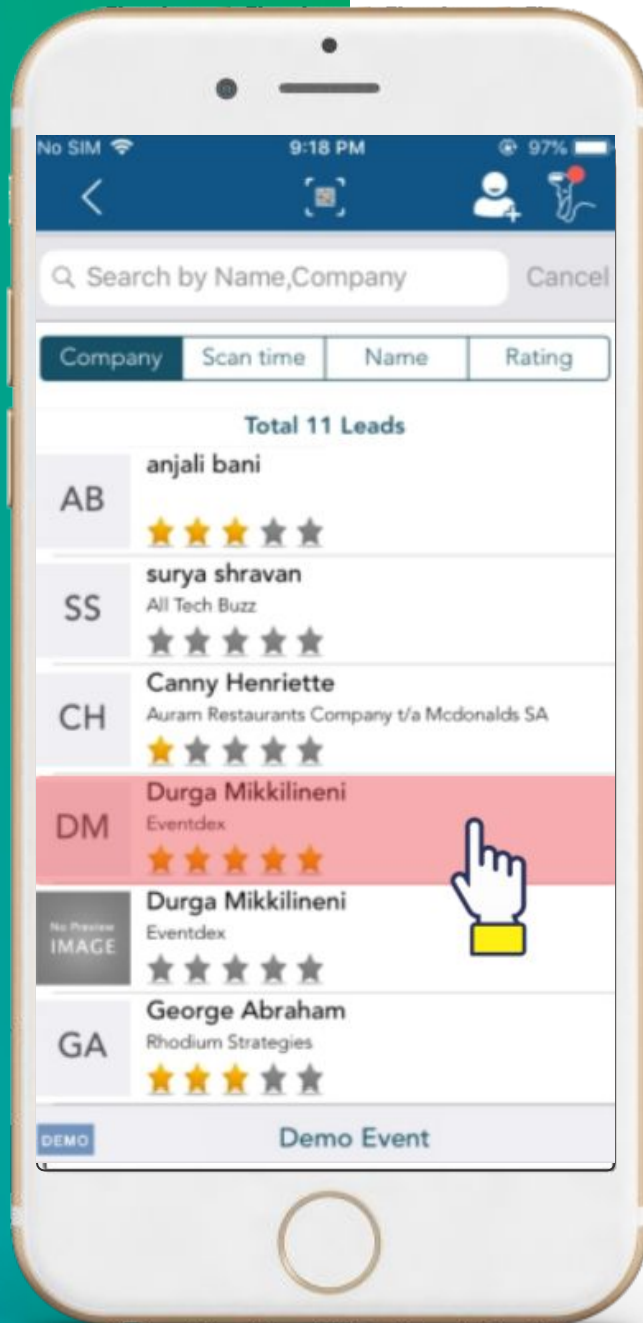 No SIM 9:18 PM 97%
Search by Name,Company Cancel
Company Scan time Name Rating
Total 11 Leads
AB anjali bani
SS surya shravan
All Tech Buzz
CH Canny Henriette
Auram Restaurants Company t/a Mcdonalds SA
DM Durga Mikkilineni
Eventdex
No Preview
IMAGE
Durga Mikkilineni
Eventdex
GA George Abraham
Rhodium Strategies
DEMO Demo Event